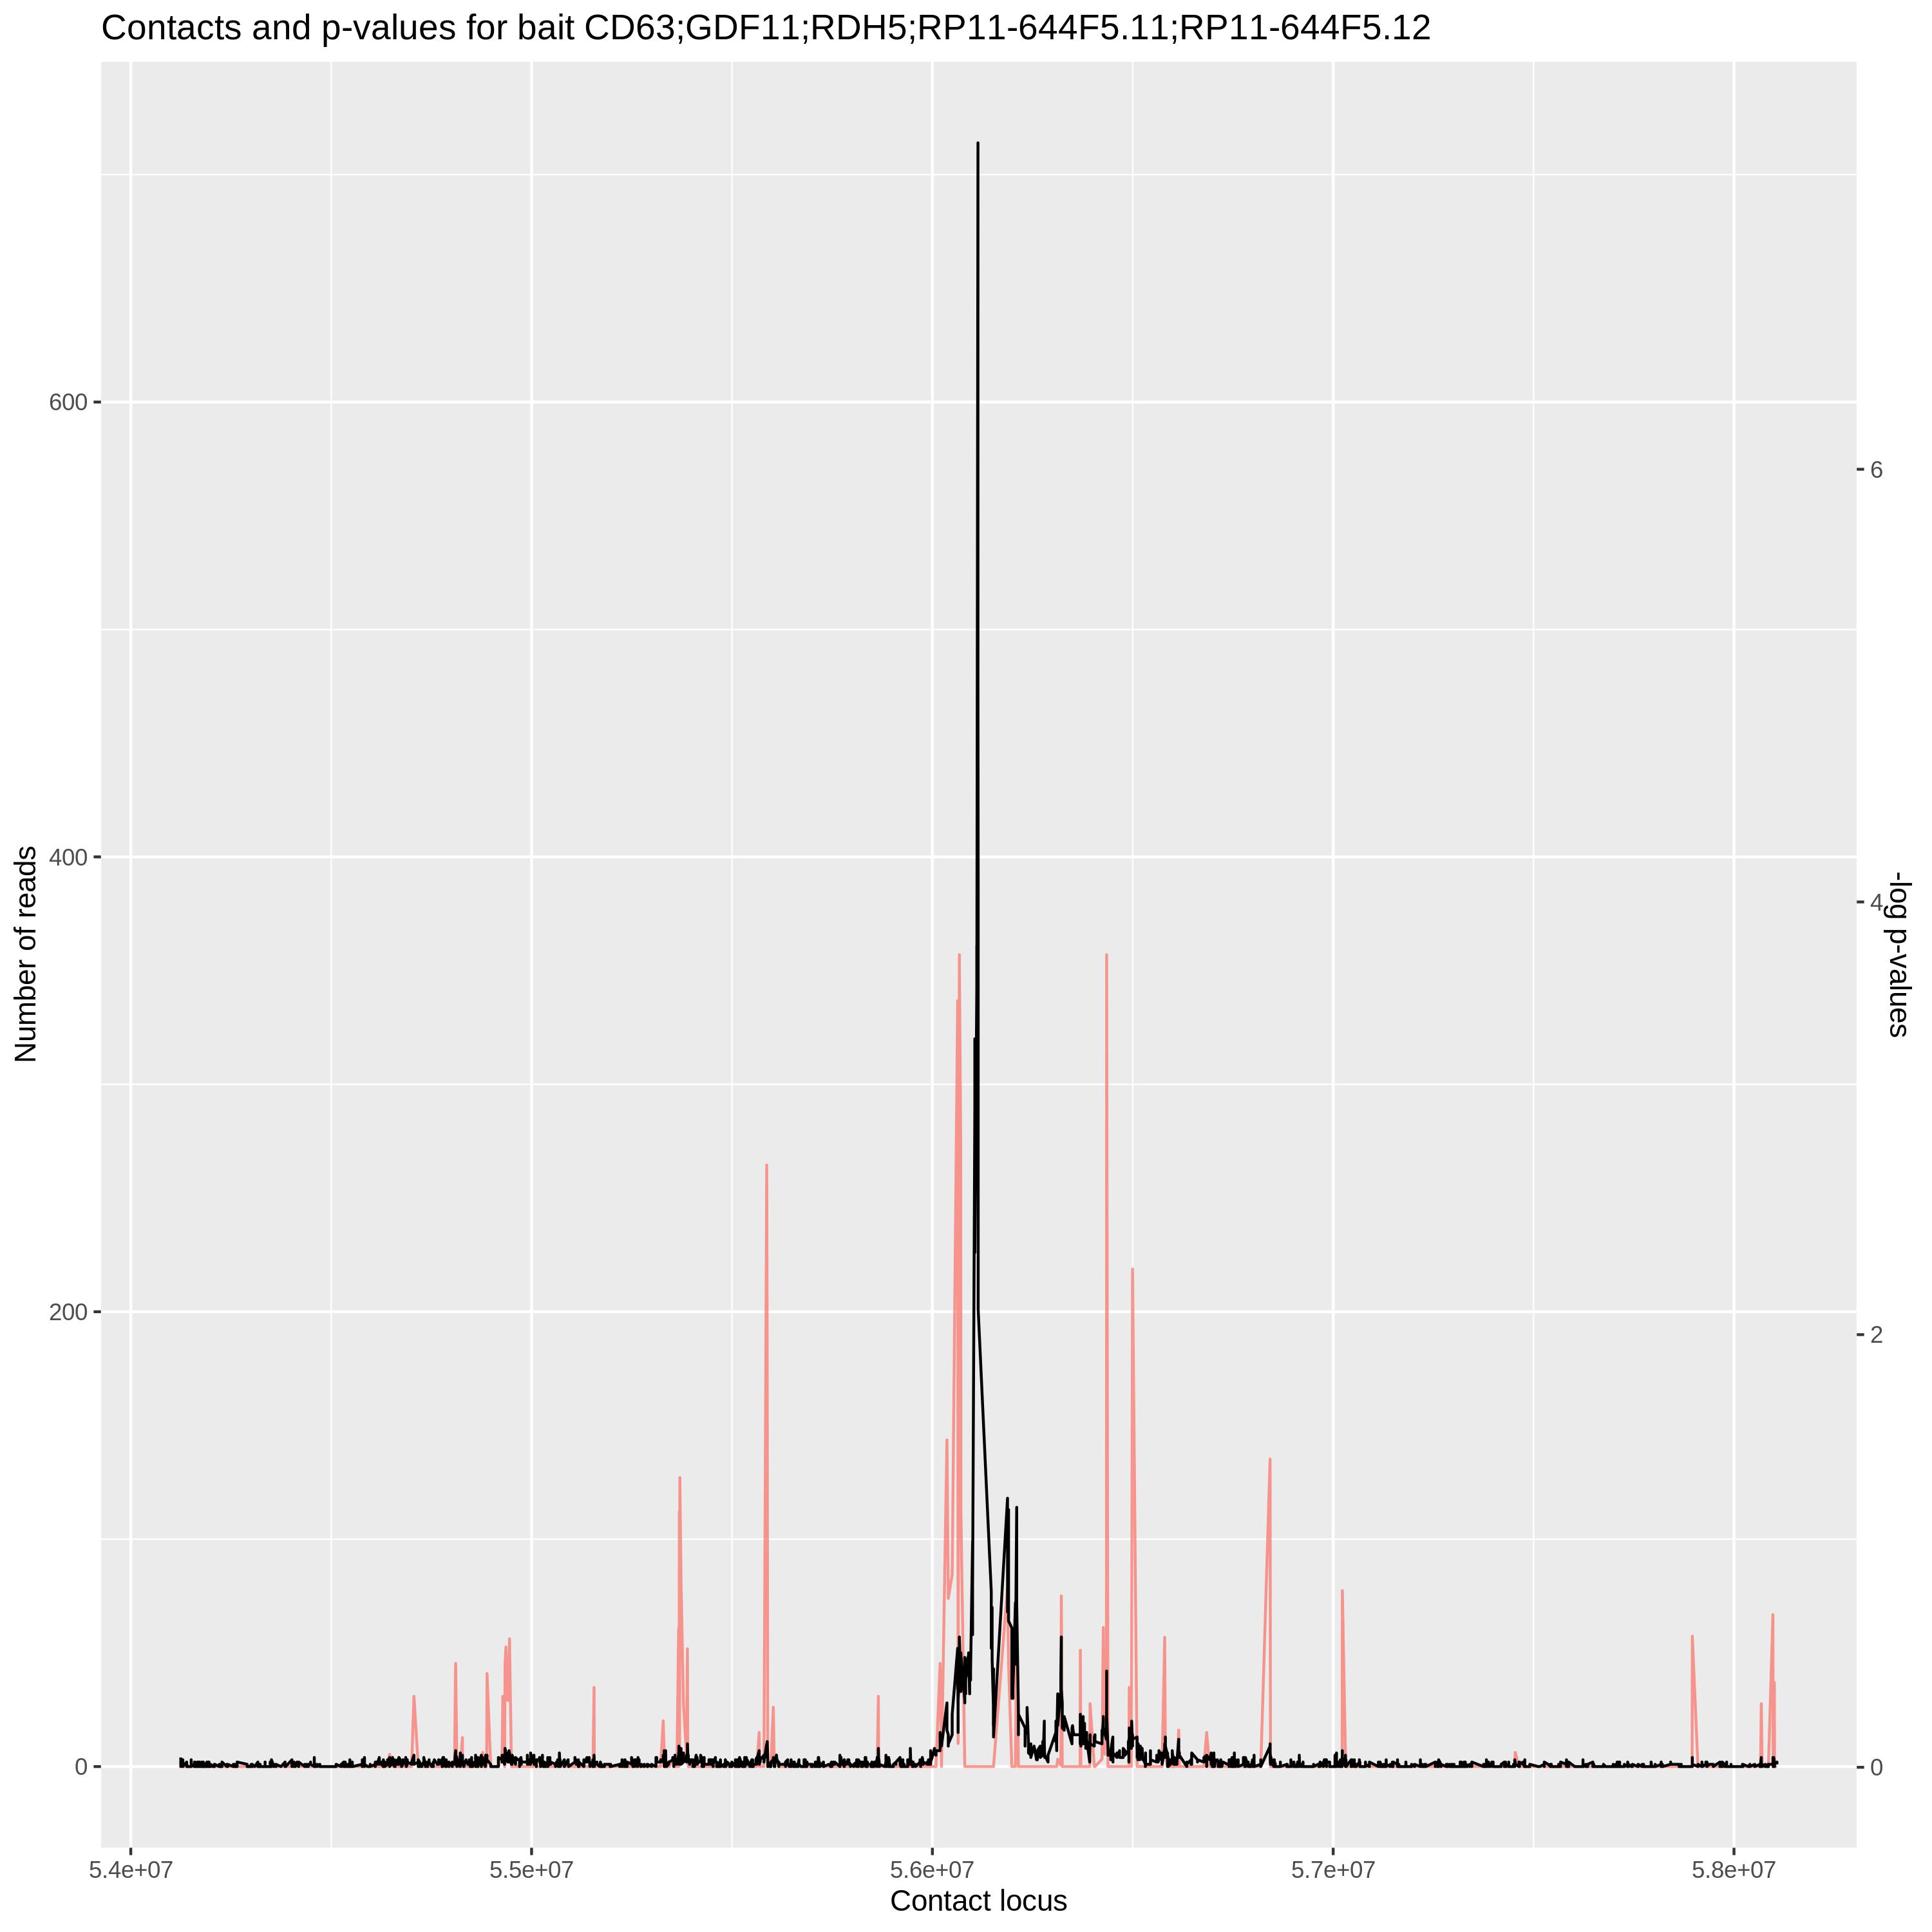 Contacts and p-values for bait CD63;GDF11;RDH5;RP11-644F5.11;RP11-644F5.12
600
400
200
0
Number of reads
6
4
2
0
-log p-values
5.4e+07 5.5e+07 5.6e+07 5.7e+07 5.8e+07
Contact locus